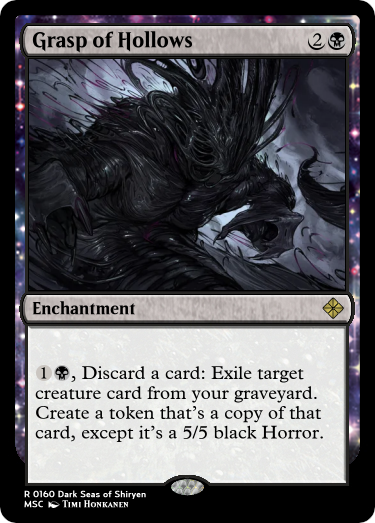 Grasp of Hollows 2
Enchantment
1, Discard a card: Exile target
creature card from your graveyard.
Create a token that's a copy of that
card, except it's a 5/5 black Horror.
R 0160 Dark Seas of Shiryen
MSC Timi Honkanen